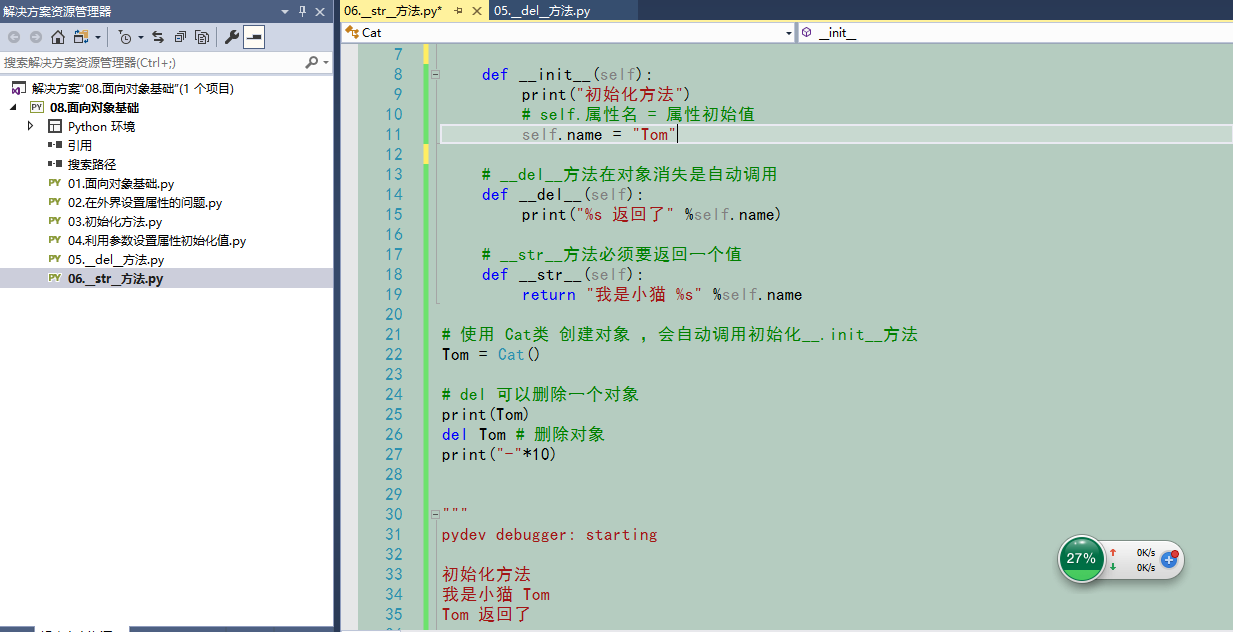 解决方案资源管理器
搜索解决方案资源管理器(Ctrl+;)
解决方案"08.面向对象基础"(1 个项目)
PY 08.面向对象基础
Python 环境
引用
搜索路径
PY 01.面向对象基础.py
PY 02.在外界设置属性的问题.py
PY 03.初始化方法.py
PY 04.利用参数设置属性初始化值.py
PY 05.__del__方法.py
PY 06.__str__方法.py
06.__str__方法.py* 05.__del__方法.py
Cat __init__
7
8 def __init__(self):
9 print("初始化方法")
10 # self.属性名 = 属性初始值
11 self.name = "Tom"
12
13 # __del__方法在对象消失是自动调用
14 def __del__(self):
15 print("%s 返回了" %self.name)
16
17 # __str__方法必须要返回一个值
18 def __str__(self):
19 return "我是小猫 %s" %self.name
20
21 # 使用 Cat类 创建对象 ，会自动调用初始化__.init__方法
22 Tom = Cat()
23
24 # del 可以删除一个对象
25 print(Tom)
26 del Tom # 删除对象
27 print("-"*10)
28
29
30 """
31 pydev debugger: starting
32
33 初始化方法
34 我是小猫 Tom
35 Tom 返回了
27%
0K/s
0K/s